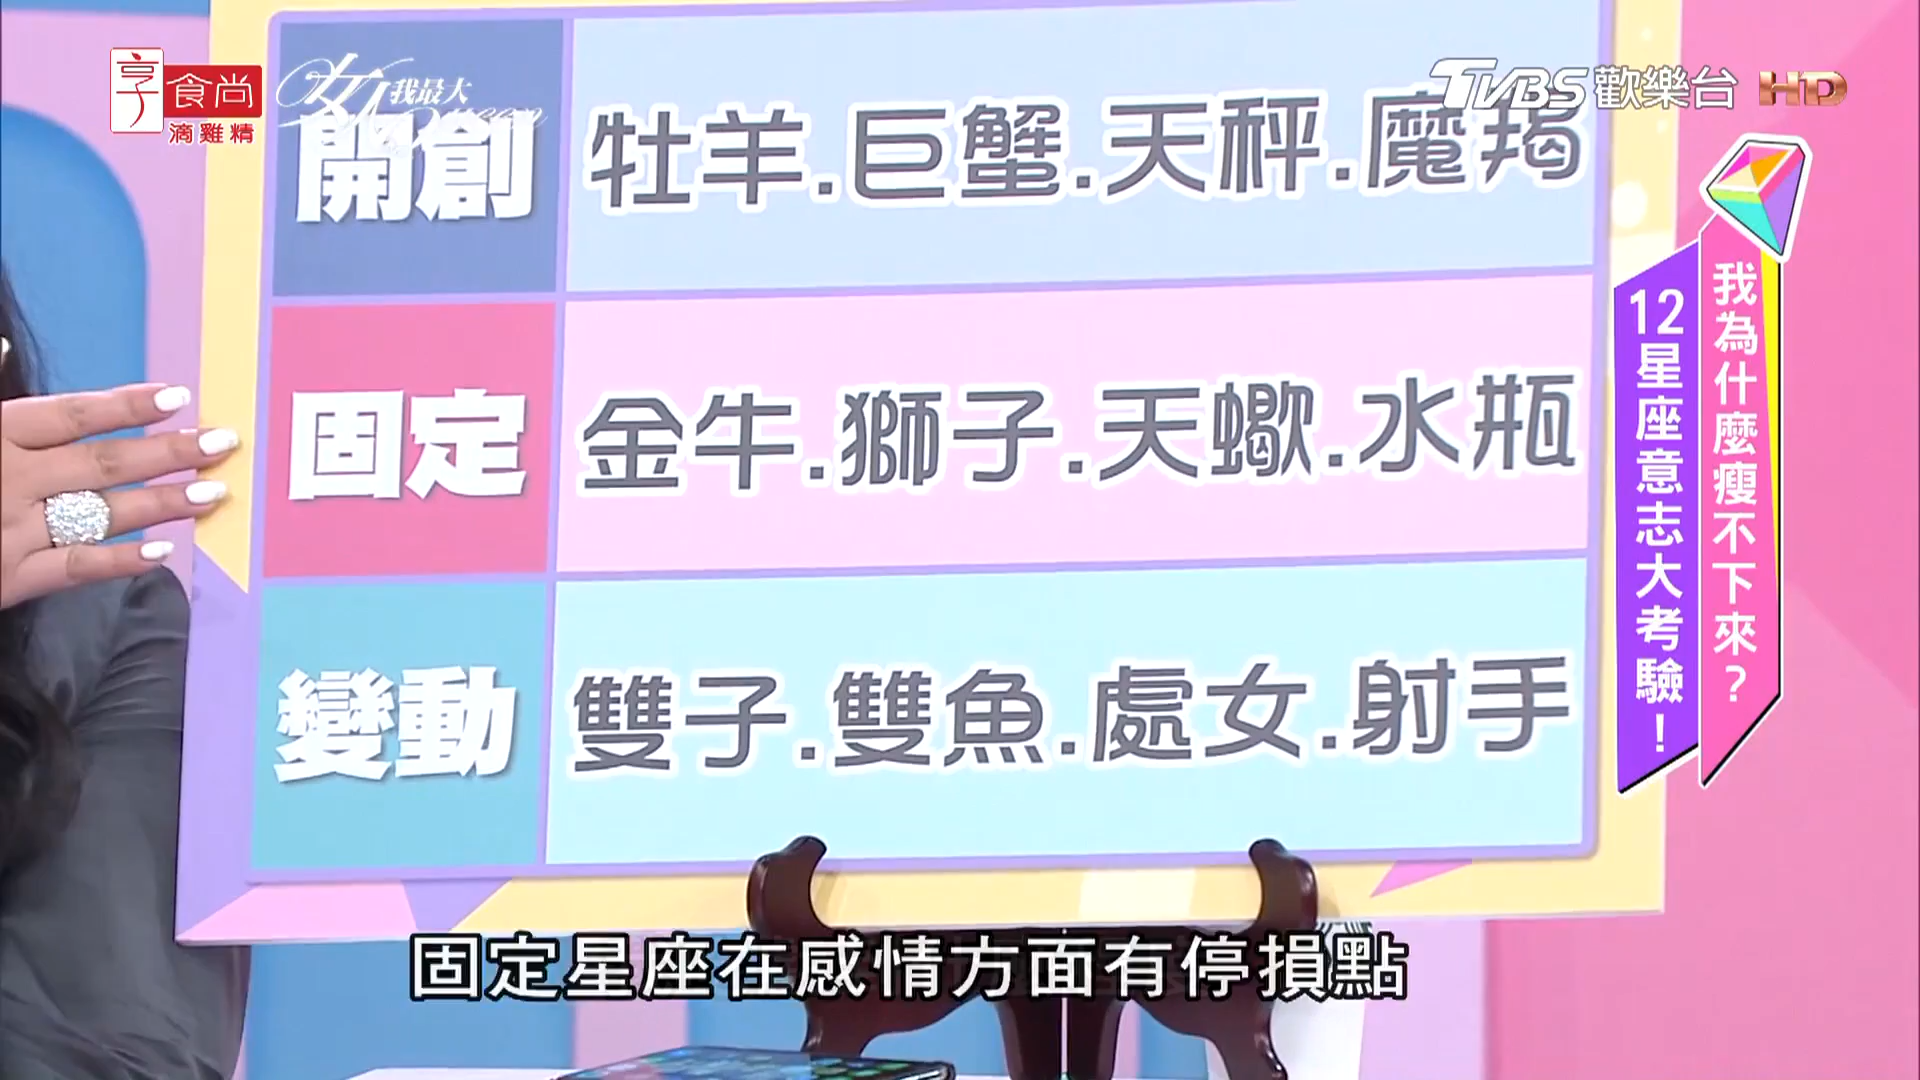 享
食尚
滴雞精
女人我最大
Queen
TVBS歡樂台 HD
開創
牡羊.巨蟹.天秤.魔羯
固定
金牛.獅子.天蠍.水瓶
變動
雙子.雙魚.處女.射手
我為什麼瘦不下來？
12星座意志大考驗！
固定星座在感情方面有停損點